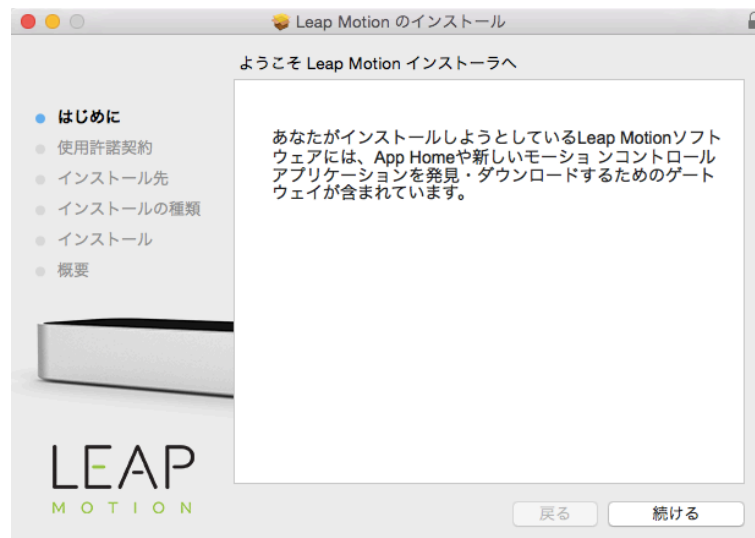 Leap Motion のインストール
ようこそ Leap Motion インストーラへ
はじめに
使用許諾契約
インストール先
インストールの種類
インストール
概要
あなたがインストールしようとしているLeap Motionソフト
ウェアには、App Homeや新しいモーショ ンコントロール
アプリケーションを発見・ダウンロードするためのゲート
ウェイが含まれています。
LEAP
MOTION
戻る
続ける